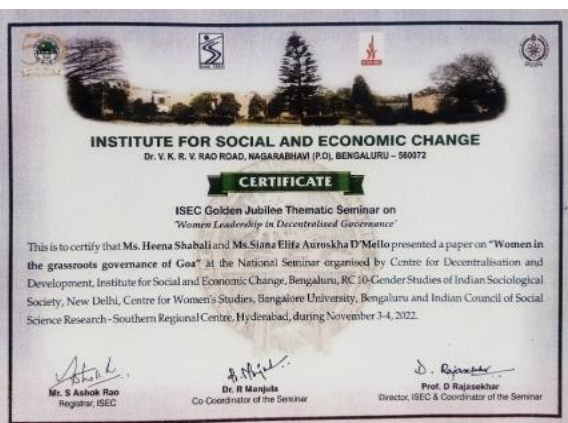 INSTITUTE FOR SOCIAL AND ECONOMIC CHANGE
Dr. V. K. R. V. RAO ROAD, NAGARABHAVI (P.O), BENGALURU – 560072
CERTIFICATE
ISEC Golden Jubilee Thematic Seminar on
'Women Leadership in Decentralised Governance'
This is to certify that Ms. Heena Shabali and Ms. Siana Elifa Auroskha D'Mello presented a paper on "Women in
the grassroots governance of Goa" at the National Seminar organised by Centre for Decentralisation and
Development, Institute for Social and Economic Change, Bengaluru, RC 10-Gender Studies of Indian Sociological
Society, New Delhi, Centre for Women's Studies, Bangalore University, Bengaluru and Indian Council of Social
Science Research - Southern Regional Centre, Hyderabad, during November 3-4, 2022.
Mr. S Ashok Rao
Registrar, ISEC
Dr. R Manjula
Co-Coordinator of the Seminar
D. Rajasekhar
Prof. D Rajasekhar
Director, ISEC & Coordinator of the Seminar